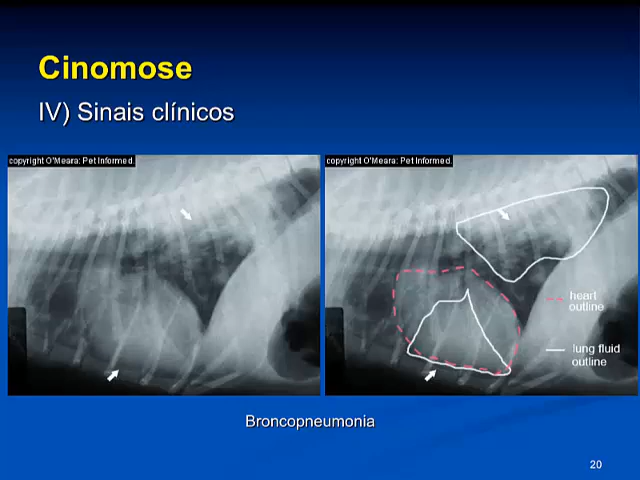 Cinomose
IV) Sinais clínicos
copyright O'Meara: Pet Informed.
copyright O'Meara: Pet Informed.
heart
outline
lung fluid
outline
Broncopneumonia
20